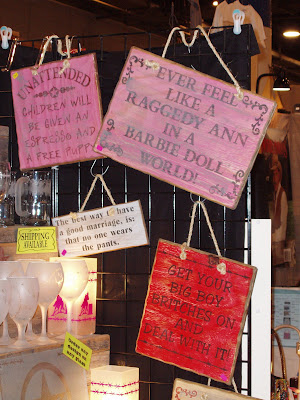 UNATTENDED
CHILDREN WILL
BE GIVEN AN
ESPRESSO AND
A FREE PUPPY
EVER FEEL
LIKE A
RAGGEDY ANN
IN A
BARBIE DOLL
WORLD!
The best way to have
a good marriage, is:
that no one wears
the pants.
SHIPPING AVAILABLE
GET YOUR
BIG BOY
BRITCHES ON
AND
DEAL WITH IT!